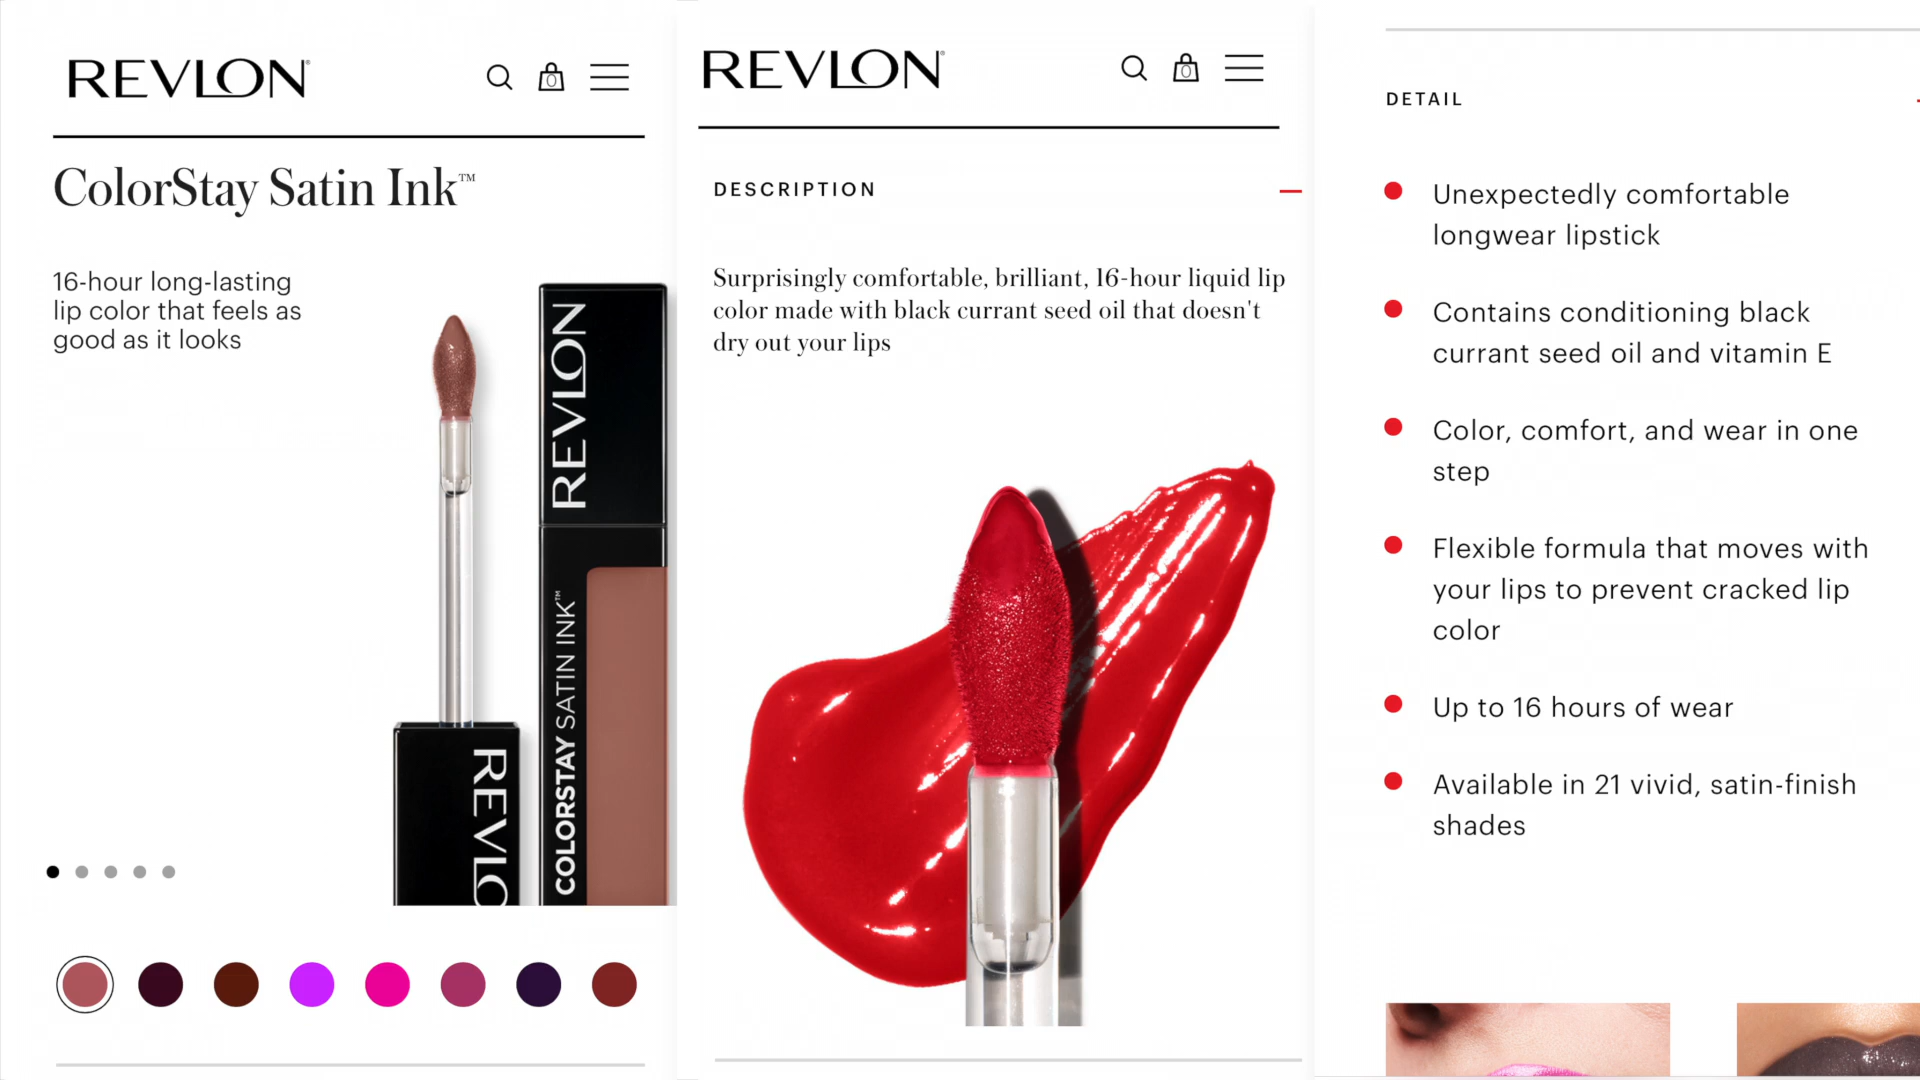 REVLON
0
ColorStay Satin Ink™
16-hour long-lasting
lip color that feels as
good as it looks
REVLON
COLORSTAY SATIN INK™
REVLO
REVLON
0
DESCRIPTION
Surprisingly comfortable, brilliant, 16-hour liquid lip
color made with black currant seed oil that doesn't
dry out your lips
DETAIL
Unexpectedly comfortable
longwear lipstick
Contains conditioning black
currant seed oil and vitamin E
Color, comfort, and wear in one
step
Flexible formula that moves with
your lips to prevent cracked lip
color
Up to 16 hours of wear
Available in 21 vivid, satin-finish
shades